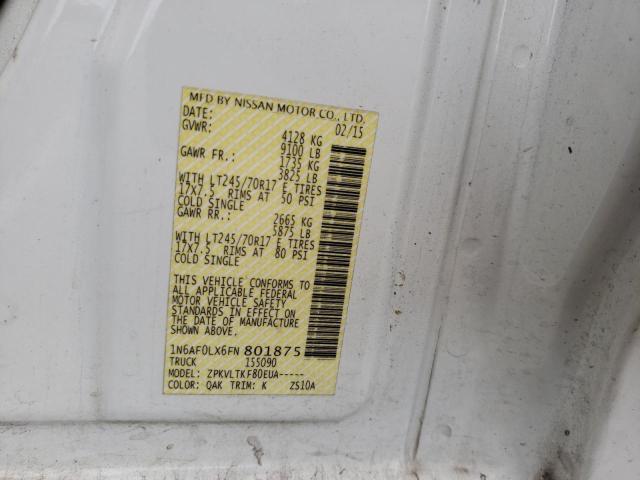 MFD BY NISSAN MOTOR CO., LTD.
DATE: 02/15
GVWR: 4128 KG
9100 LB
GAWR FR.: 1735 KG
3825 LB
WITH LT245/70R17 E TIRES
17X7.5 RIMS AT 50 PSI
COLD SINGLE
GAWR RR.: 2665 KG
5875 LB
WITH LT245/70R17 E TIRES
17X7.5 RIMS AT 80 PSI
COLD SINGLE
THIS VEHICLE CONFORMS TO
ALL APPLICABLE FEDERAL
MOTOR VEHICLE SAFETY
STANDARDS IN EFFECT ON
THE DATE OF MANUFACTURE
SHOWN ABOVE.
1N6AF0LX6FN 801875
TRUCK 155090
MODEL: ZPKVLTKF80EUA-----
COLOR: QAK TRIM: K ZS10A